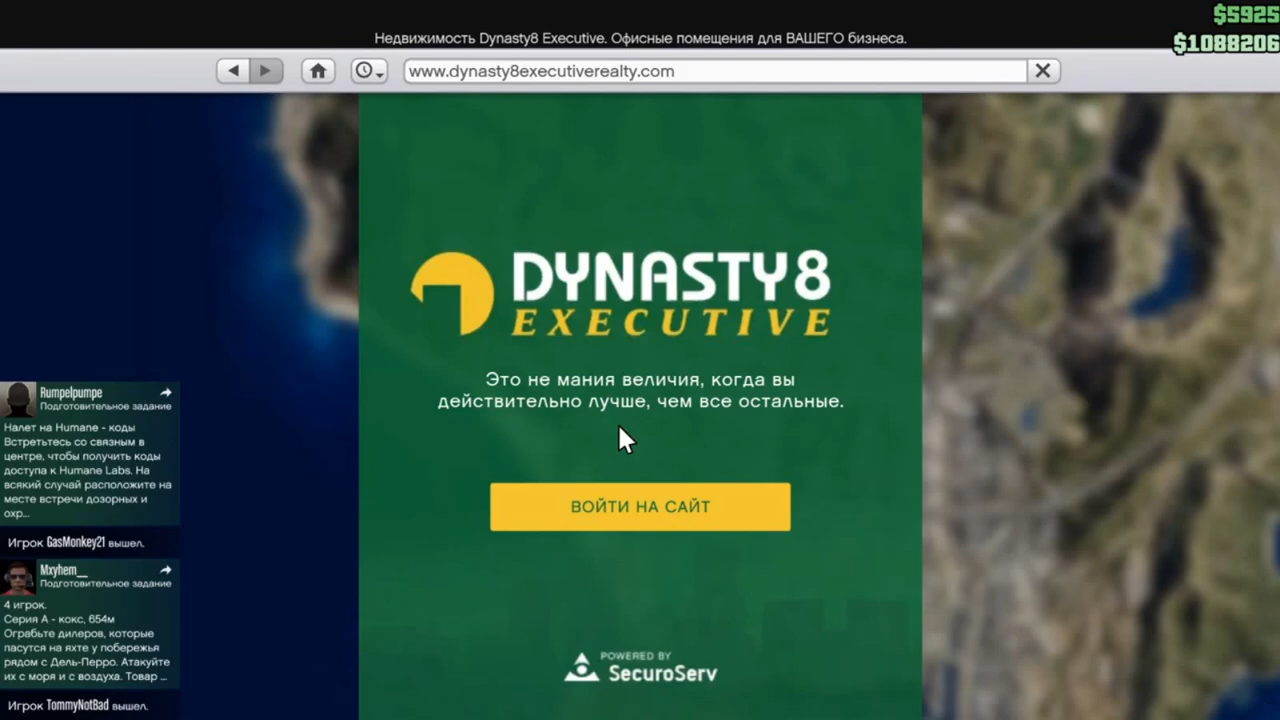 $5925
$1088206
Недвижимость Dynasty8 Executive. Офисные помещения для ВАШЕГО бизнеса.
www.dynasty8executiverealty.com
DYNASTY8
EXECUTIVE
Это не мания величия, когда вы
действительно лучше, чем все остальные.
ВОЙТИ НА САЙТ
POWERED BY
SecuroServ
Rumpelpumpe
Подготовительное задание
Налет на Humane - коды
Встретьтесь со связным в
центре, чтобы получить коды
доступа к Humane Labs. На
всякий случай расположите на
месте встречи дозорных и
охр...
Игрок GasMonkey21 вышел.
Mxyhem__
Подготовительное задание
4 игрок.
Серия А - кокс, 654м
Ограбьте дилеров, которые
пасутся на яхте у побережья
рядом с Дель-Перро. Атакуйте
их с моря и с воздуха. Товар ...
Игрок TommyNotBad вышел.